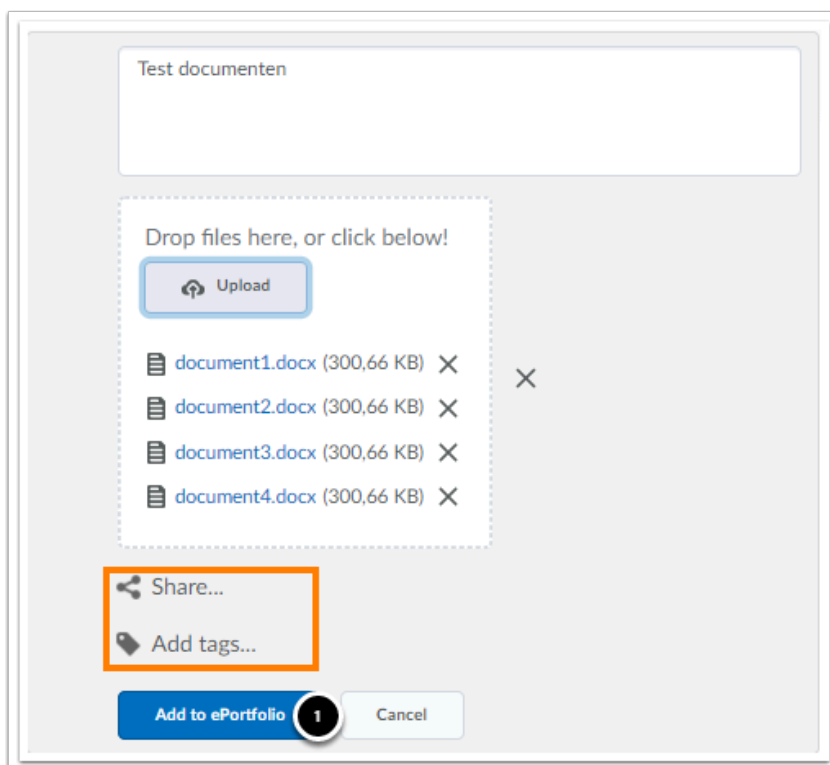 Test documenten
Drop files here, or click below!
Upload
document1.docx (300,66 KB)
document2.docx (300,66 KB)
document3.docx (300,66 KB)
document4.docx (300,66 KB)
Share...
Add tags...
Add to ePortfolio 1 Cancel